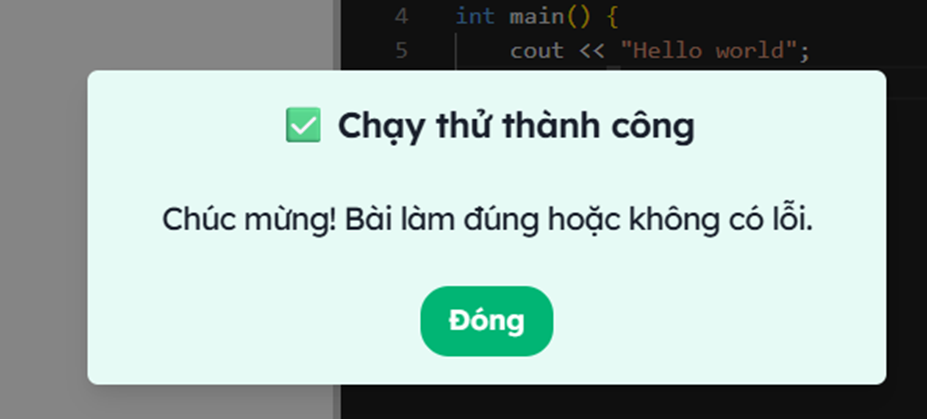 4 int main() {
5 cout << "Hello world";
✅ Chạy thử thành công
Chúc mừng! Bài làm đúng hoặc không có lỗi.
Đóng